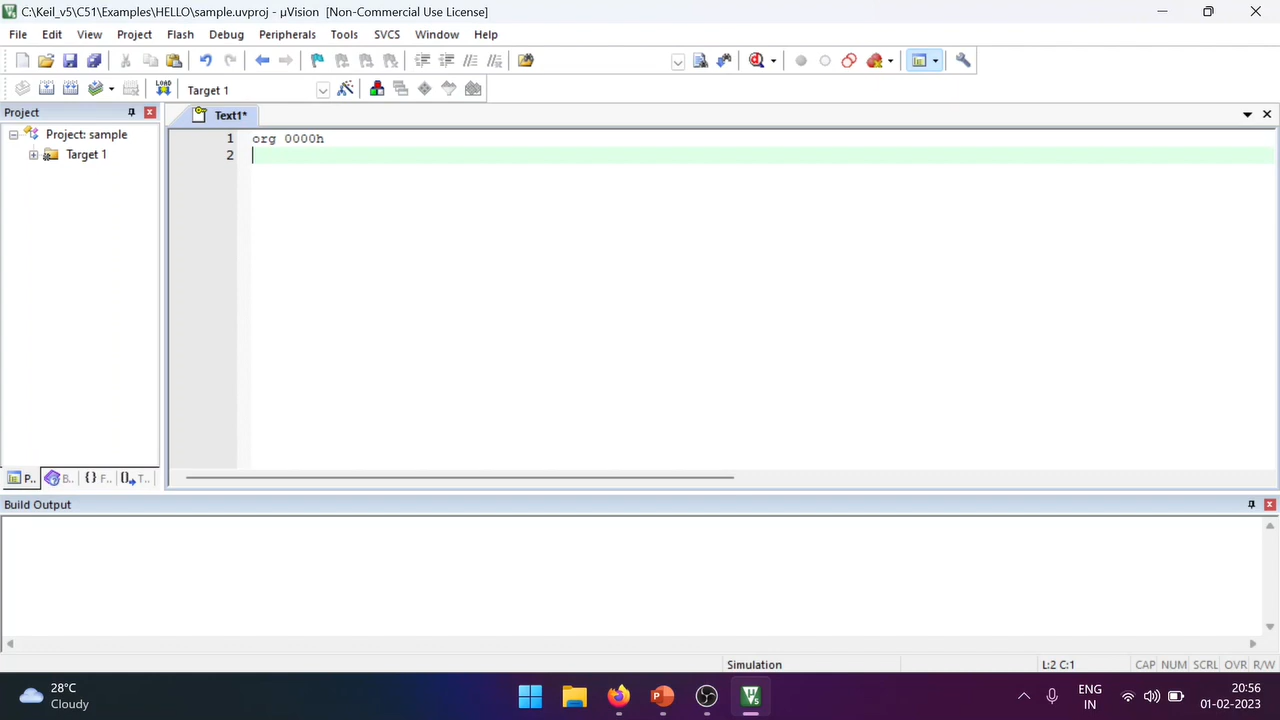 C:\Keil_v5\C51\Examples\HELLO\sample.uvproj - µVision [Non-Commercial Use License]
File Edit View Project Flash Debug Peripherals Tools SVCS Window Help
LOAD Target 1
Project
Text1*
Project: sample
Target 1
1 org 0000h
2
P.. B.. {} F.. T..
Build Output
Simulation L:2 C:1 CAP NUM SCRL OVR R/W
28°C
Cloudy
ENG
IN
20:56
01-02-2023